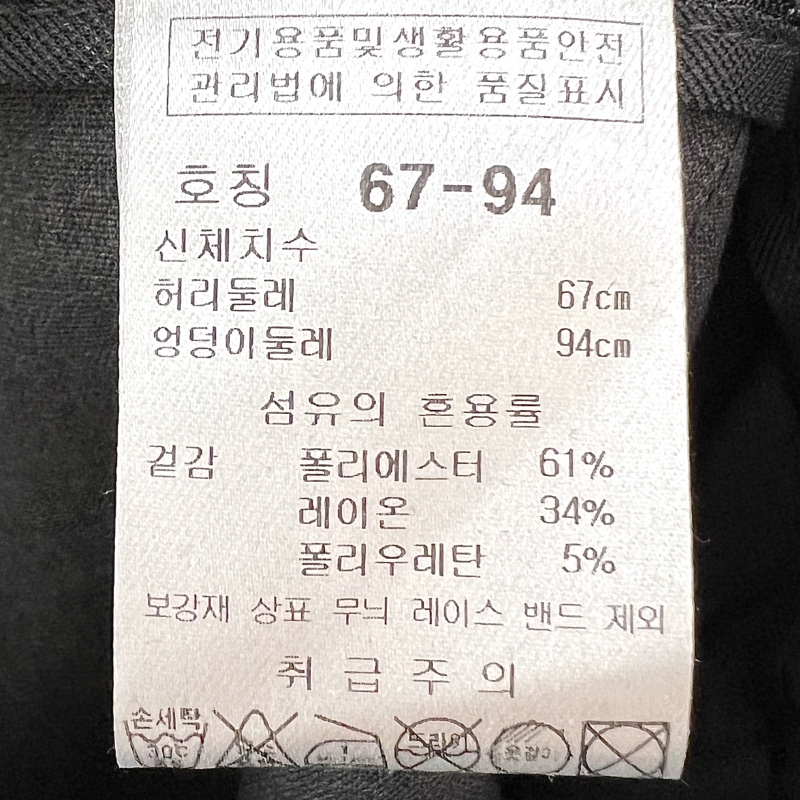 전기용품및생활용품안전
관리법에 의한 품질표시
호칭 67-94
신체치수
허리둘레 67cm
엉덩이둘레 94cm
섬유의 혼용률
겉감 폴리에스터 61%
레이온 34%
폴리우레탄 5%
보강재 상표 무늬 레이스 밴드 제외
취급주의
손세탁